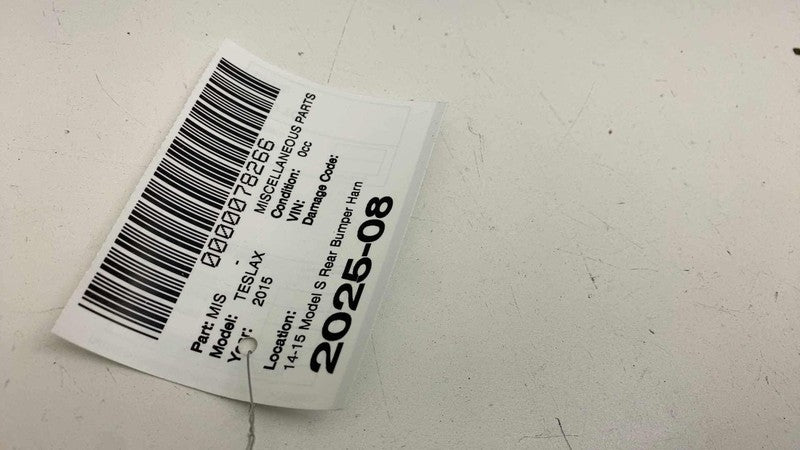 0000078266
Part: MIS - MISCELLANEOUS PARTS
Model: TESLAX Condition: 0cc
Year: 2015 VIN:
Damage Code:
Location:
14-15 Model S Rear Bumper Harn
2025-08